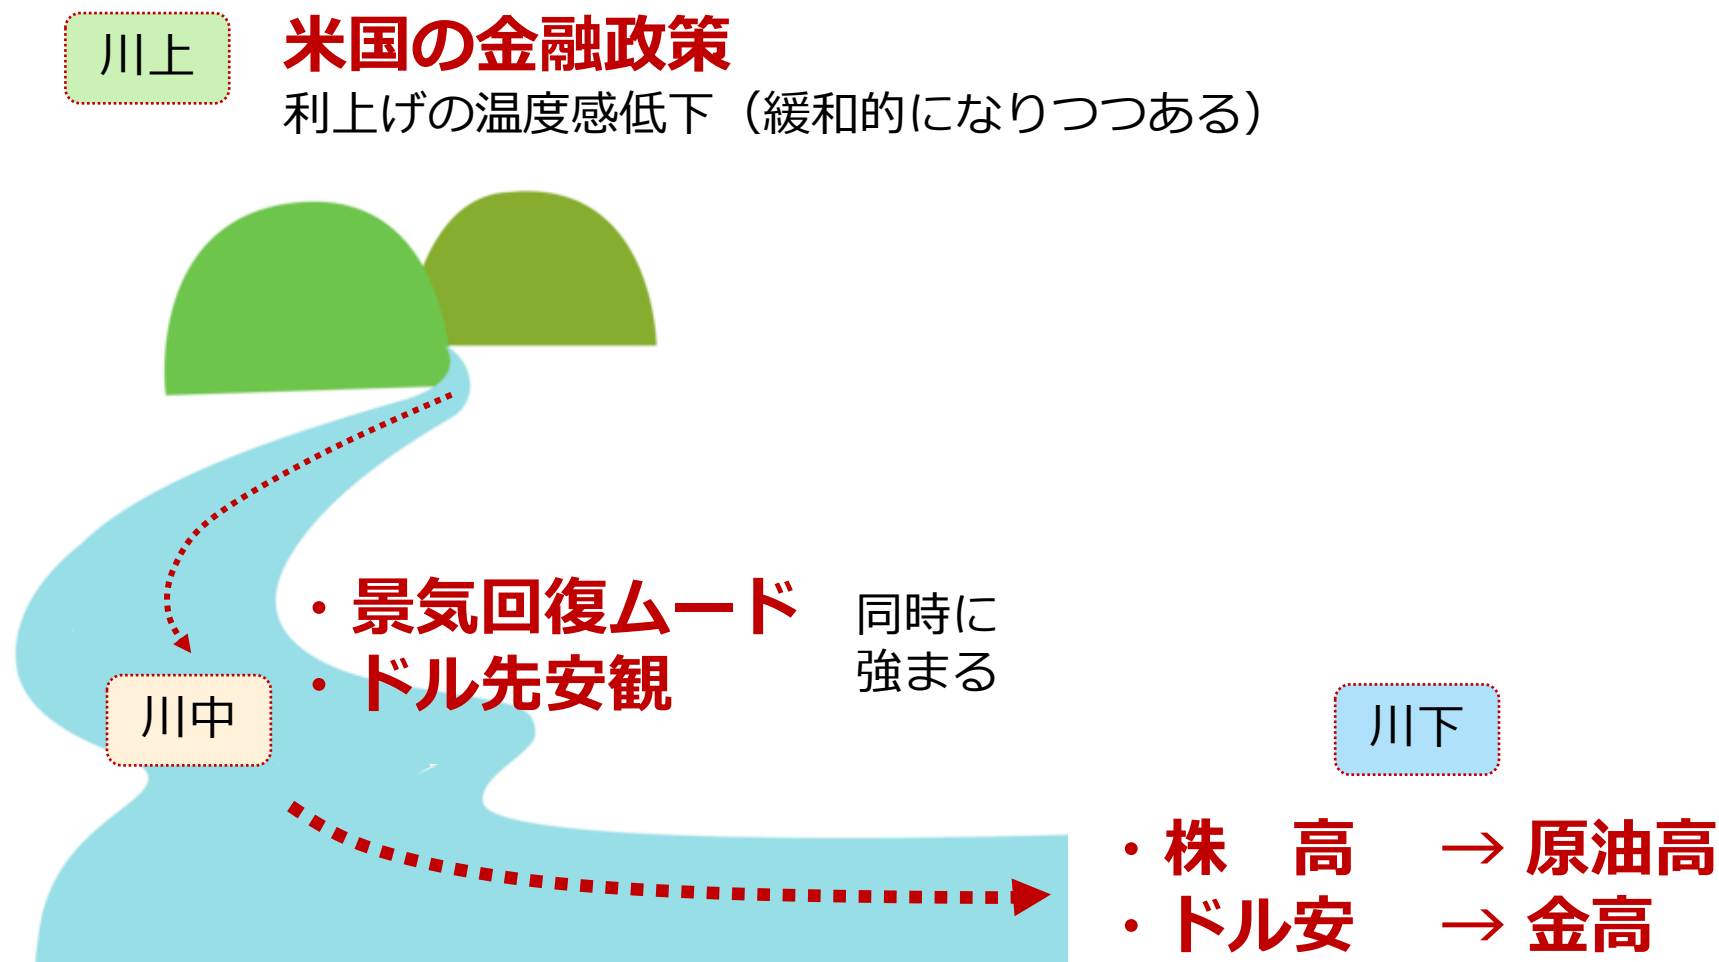 川上
米国の金融政策
利上げの温度感低下（緩和的になりつつある）
・景気回復ムード
・ドル先安観
同時に
強まる
川中
川下
・株　高　→ 原油高
・ドル安　→ 金高